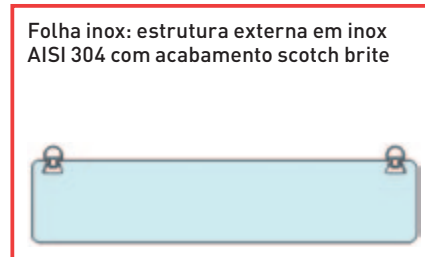 Folha inox: estrutura externa em inox
AISI 304 com acabamento scotch brite